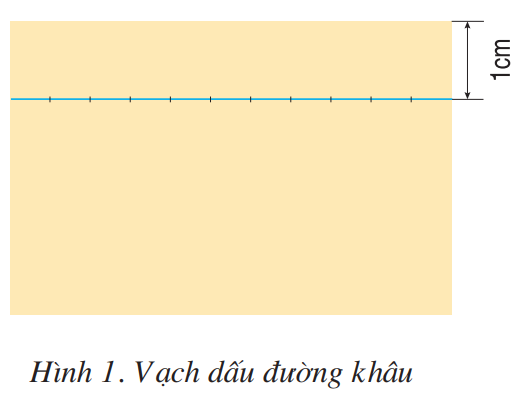 1cm
Hình 1. Vạch dấu đường khâu